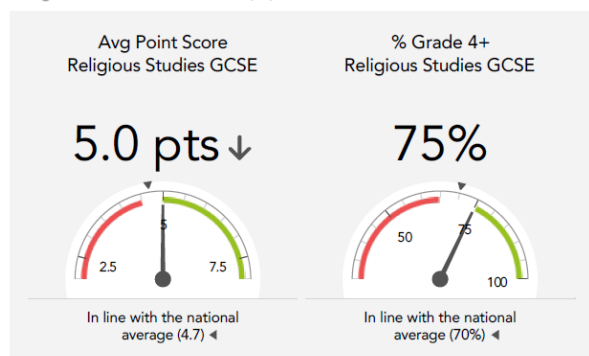 Avg Point Score
Religious Studies GCSE
5.0 pts
2.5
5
7.5
In line with the national
average (4.7)
% Grade 4+
Religious Studies GCSE
75%
50
75
100
In line with the national
average (70%)